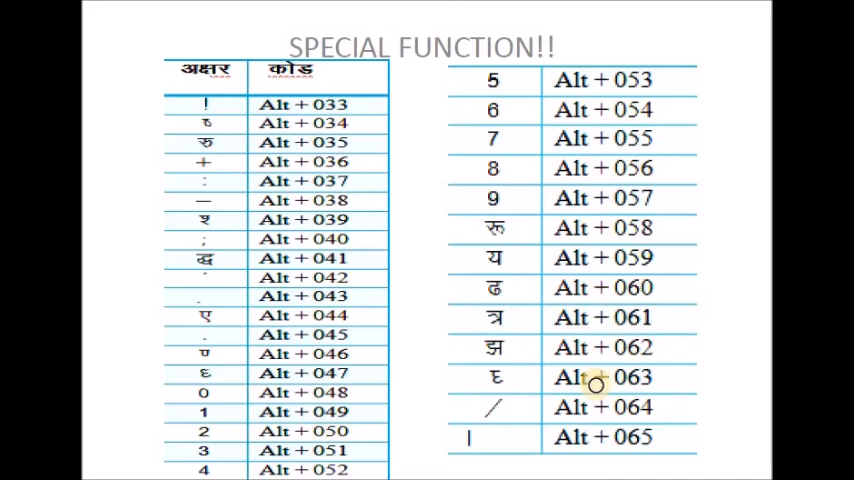 SPECIAL FUNCTION!!
अक्षर कोड
! Alt + 033
Alt + 034
रु Alt + 035
+ Alt + 036
: Alt + 037
– Alt + 038
श् Alt + 039
; Alt + 040
द्ध Alt + 041
Alt + 042
. Alt + 043
ए Alt + 044
. Alt + 045
Alt + 046
Alt + 047
0 Alt + 048
1 Alt + 049
2 Alt + 050
3 Alt + 051
4 Alt + 052
5 Alt + 053
6 Alt + 054
7 Alt + 055
8 Alt + 056
9 Alt + 057
रू Alt + 058
य Alt + 059
ढ Alt + 060
त्र Alt + 061
झ Alt + 062
Alt + 063
/ Alt + 064
| Alt + 065